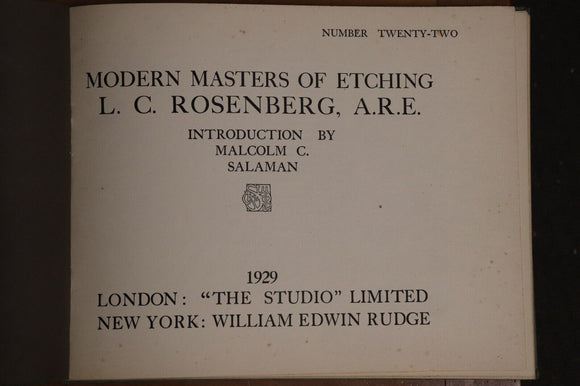 NUMBER TWENTY-TWO
MODERN MASTERS OF ETCHING
L. C. ROSENBERG, A.R.E.
INTRODUCTION BY
MALCOLM C.
SALAMAN
1929
LONDON: "THE STUDIO" LIMITED
NEW YORK: WILLIAM EDWIN RUDGE